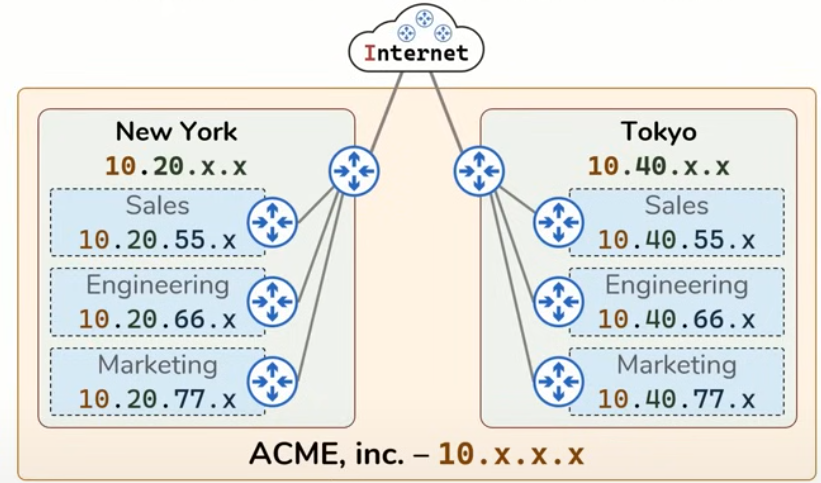 Internet
New York
10.20.x.x
Sales
10.20.55.x
Engineering
10.20.66.x
Marketing
10.20.77.x
Tokyo
10.40.x.x
Sales
10.40.55.x
Engineering
10.40.66.x
Marketing
10.40.77.x
ACME, inc. – 10.x.x.x